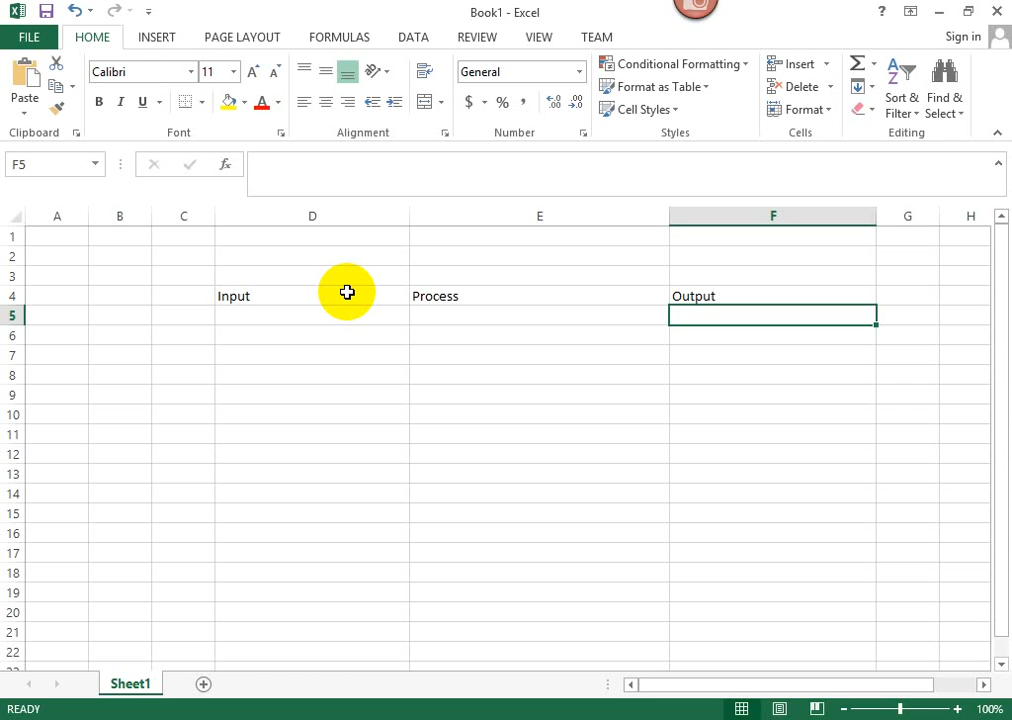 Book1 - Excel
?
FILE HOME INSERT PAGE LAYOUT FORMULAS DATA REVIEW VIEW TEAM Sign in
Paste
Calibri 11
B I U A
General
$ % ,
Conditional Formatting
Format as Table
Cell Styles
Insert
Delete
Format
Sort &
Filter
Find &
Select
Clipboard Font Alignment Number Styles Cells Editing
F5 fx
A B C D E F G H
1
2
3
4 Input Process Output
5
6
7
8
9
10
11
12
13
14
15
16
17
18
19
20
21
22
Sheet1
READY 100%